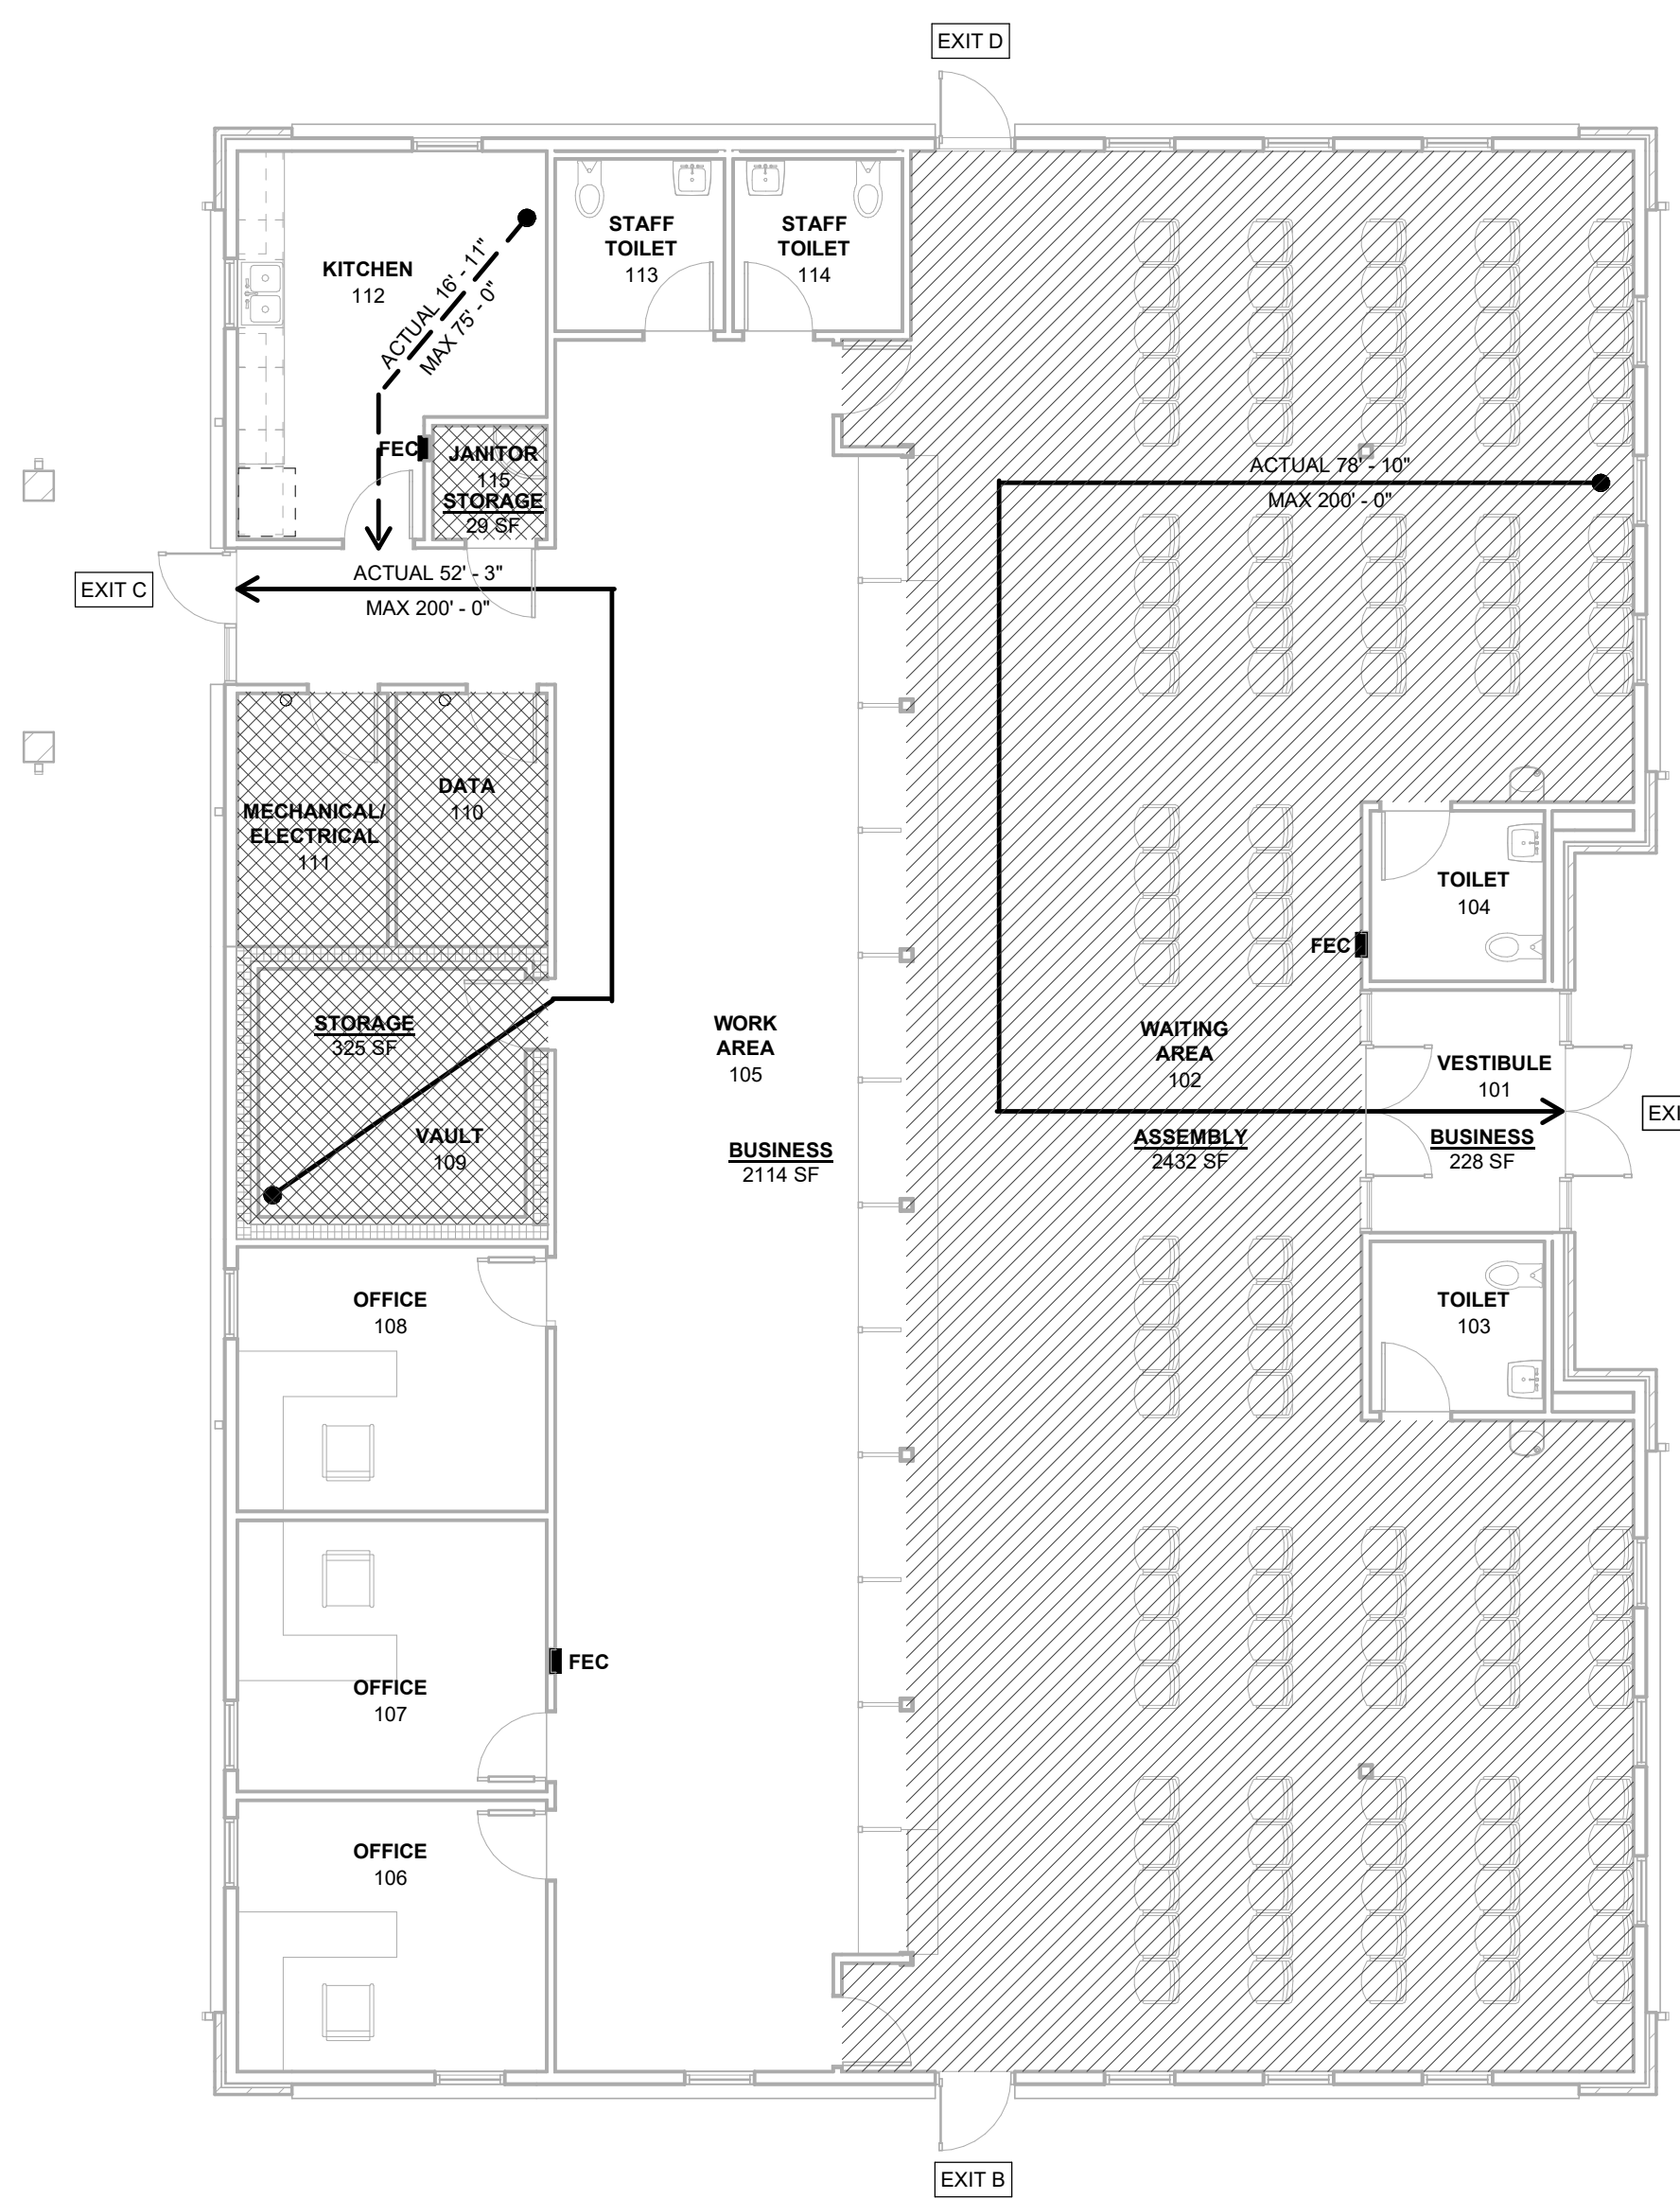 EXIT D
STAFF
TOILET
113
STAFF
TOILET
114
KITCHEN
112
ACTUAL 16' - 11"
MAX 75' - 0"
FEC
JANITOR
115
STORAGE
29 SF
ACTUAL 78' - 10"
MAX 200' - 0"
EXIT C
ACTUAL 52' - 3"
MAX 200' - 0"
DATA
110
MECHANICAL/
ELECTRICAL
111
TOILET
104
FEC
STORAGE
325 SF
WORK
AREA
105
WAITING
AREA
102
VESTIBULE
101
EXI
VAULT
109
BUSINESS
2114 SF
ASSEMBLY
2432 SF
BUSINESS
228 SF
OFFICE
108
TOILET
103
OFFICE
107
FEC
OFFICE
106
EXIT B